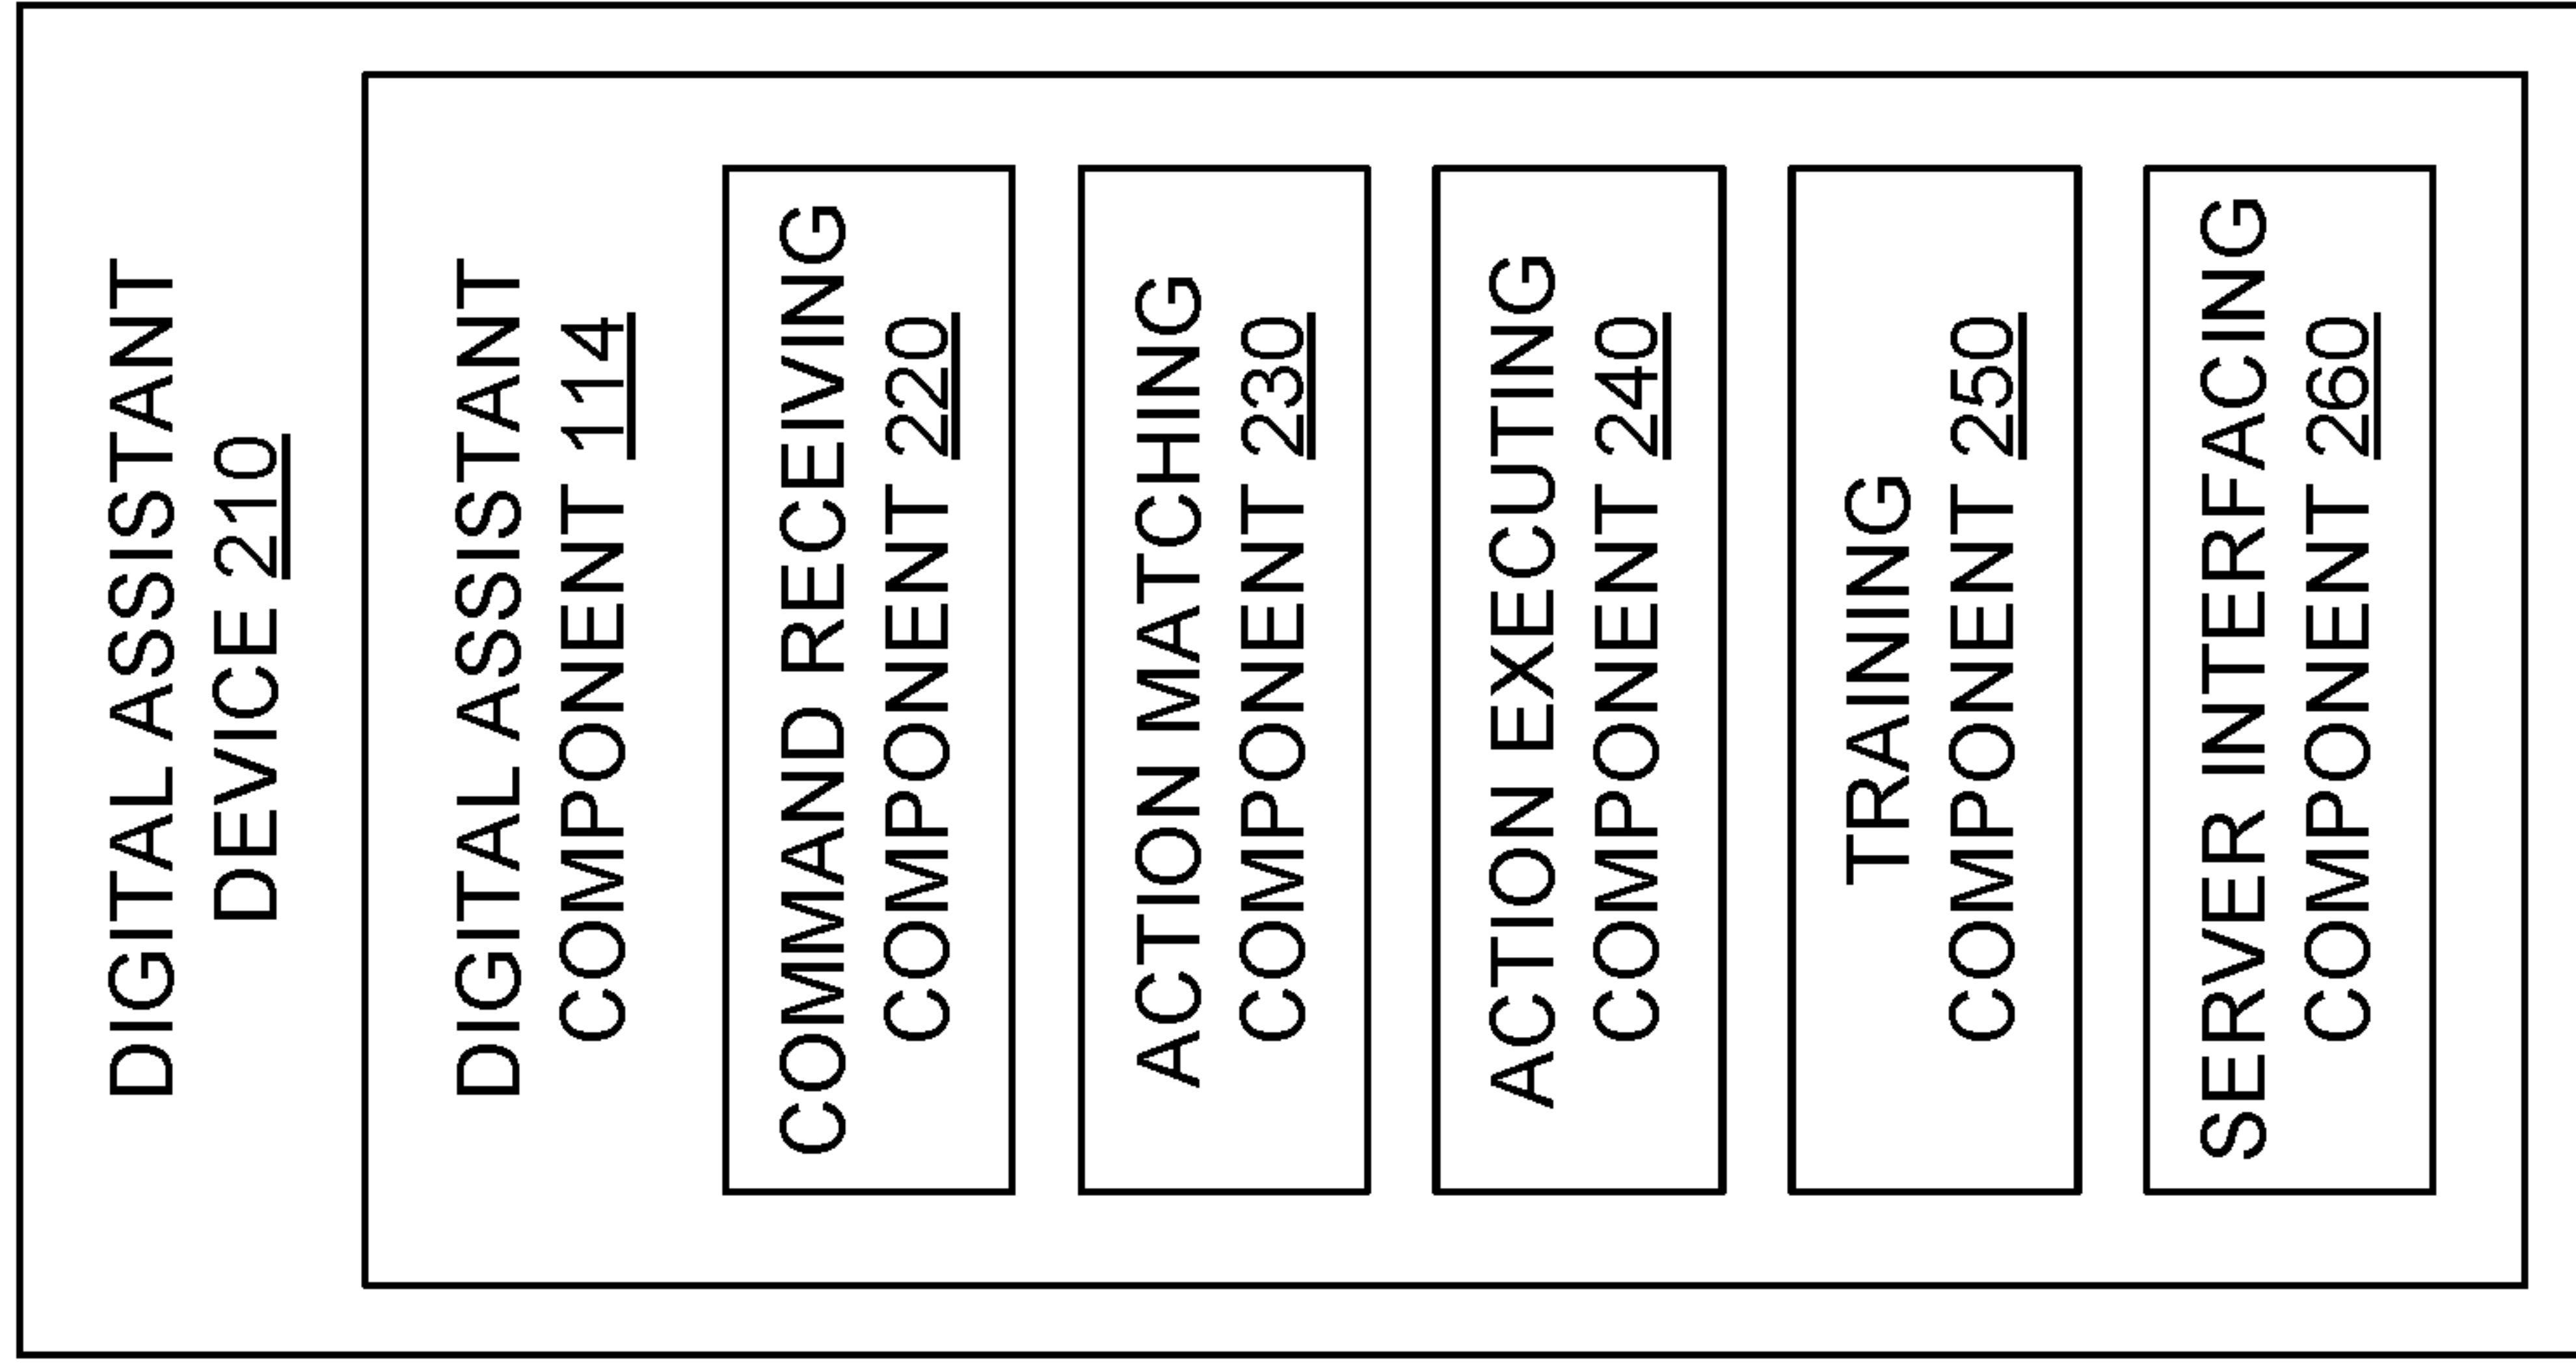 DIGITAL ASSISTANT
DEVICE 210
DIGITAL ASSISTANT
COMPONENT 114
COMMAND RECEIVING
COMPONENT 220
ACTION MATCHING
COMPONENT 230
ACTION EXECUTING
COMPONENT 240
TRAINING
COMPONENT 250
SERVER INTERFACING
COMPONENT 260